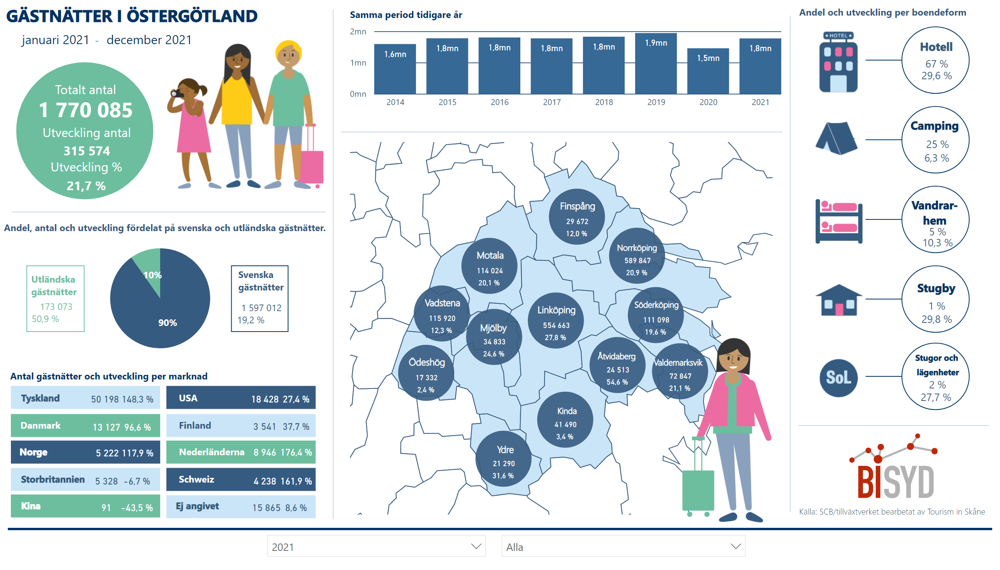 GÄSTNÄTTER I ÖSTERGÖTLAND
januari 2021 - december 2021
Totalt antal
1 770 085
Utveckling antal
315 574
Utveckling %
21,7 %
Andel, antal och utveckling fördelat på svenska och utländska gästnätter.
Utländska
gästnätter
173 073
50,9 %
10%
90%
Svenska
gästnätter
1 597 012
19,2 %
Antal gästnätter och utveckling per marknad
Tyskland 50 198 148,3 %
USA 18 428 27,4 %
Danmark 13 127 96,6 %
Finland 3 541 37,7 %
Norge 5 222 117,9 %
Nederländerna 8 946 176,4 %
Storbritannien 5 328 -6,7 %
Schweiz 4 238 161,9 %
Kina 91 -43,5 %
Ej angivet 15 865 8,6 %
Samma period tidigare år
2mn
1mn
0mn
1,6mn 1,8mn 1,8mn 1,8mn 1,8mn 1,9mn 1,5mn 1,8mn
2014 2015 2016 2017 2018 2019 2020 2021
Finspång
29 672
12,0 %
Norrköping
589 847
20,9 %
Motala
114 024
20,1 %
Vadstena
115 920
12,3 %
Mjölby
34 833
24,6 %
Linköping
554 663
27,8 %
Söderköping
111 098
19,6 %
Ödeshög
17 332
2,4 %
Åtvidaberg
24 513
54,6 %
Valdemarksvik
72 847
21,1 %
Kinda
41 490
3,4 %
Ydre
21 290
31,6 %
Andel och utveckling per boendeform
HOTEL
Hotell
67 %
29,6 %
Camping
25 %
6,3 %
Vandrar-
hem
5 %
10,3 %
Stugby
1 %
29,8 %
SoL
Stugor och
lägenheter
2 %
27,7 %
BISYD
Källa: SCB/tillväxtverket bearbetat av Tourism in Skåne
2021
Alla